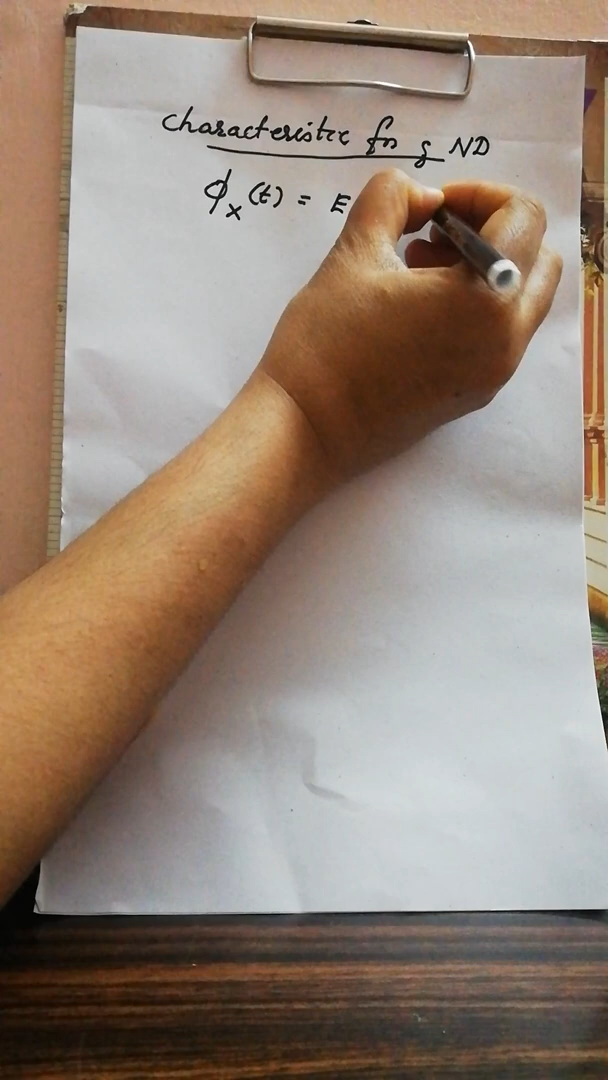 characteristic fn of ND
ϕₓ(t) = E